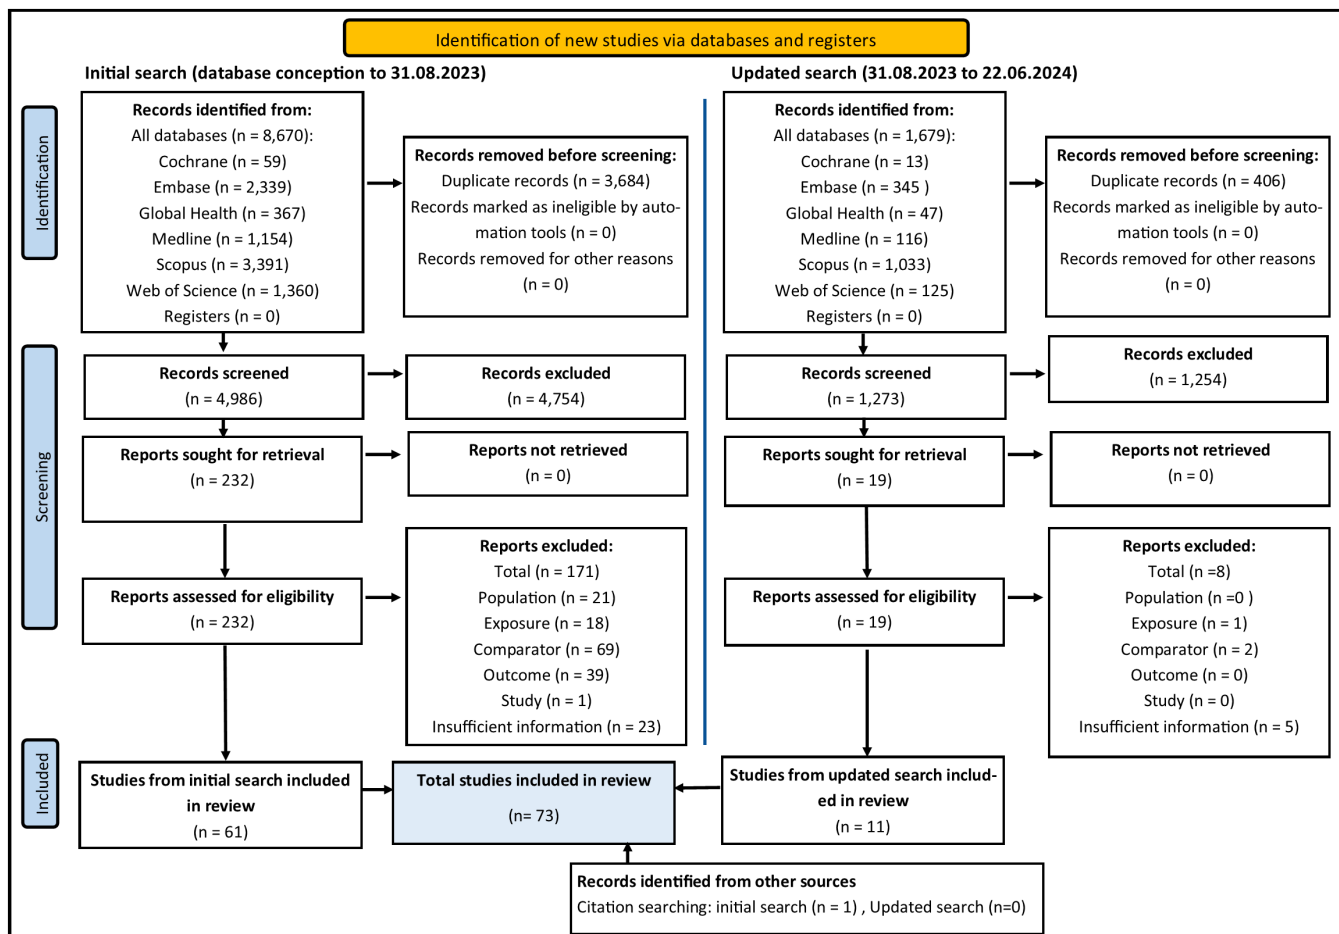 Identification of new studies via databases and registers
Initial search (database conception to 31.08.2023)
Updated search (31.08.2023 to 22.06.2024)
Identification
Records identified from:
All databases (n = 8,670):
Cochrane (n = 59)
Embase (n = 2,339)
Global Health (n = 367)
Medline (n = 1,154)
Scopus (n = 3,391)
Web of Science (n = 1,360)
Registers (n = 0)
Records removed before screening:
Duplicate records (n = 3,684)
Records marked as ineligible by auto-
mation tools (n = 0)
Records removed for other reasons
(n = 0)
Records identified from:
All databases (n = 1,679):
Cochrane (n = 13)
Embase (n = 345 )
Global Health (n = 47)
Medline (n = 116)
Scopus (n = 1,033)
Web of Science (n = 125)
Registers (n = 0)
Records removed before screening:
Duplicate records (n = 406)
Records marked as ineligible by auto-
mation tools (n = 0)
Records removed for other reasons
(n = 0)
Screening
Records screened
(n = 4,986)
Records excluded
(n = 4,754)
Records screened
(n = 1,273)
Records excluded
(n = 1,254)
Reports sought for retrieval
(n = 232)
Reports not retrieved
(n = 0)
Reports sought for retrieval
(n = 19)
Reports not retrieved
(n = 0)
Reports assessed for eligibility
(n = 232)
Reports excluded:
Total (n = 171)
Population (n = 21)
Exposure (n = 18)
Comparator (n = 69)
Outcome (n = 39)
Study (n = 1)
Insufficient information (n = 23)
Reports assessed for eligibility
(n = 19)
Reports excluded:
Total (n =8)
Population (n =0 )
Exposure (n = 1)
Comparator (n = 2)
Outcome (n = 0)
Study (n = 0)
Insufficient information (n = 5)
Included
Studies from initial search included
in review
(n = 61)
Total studies included in review
(n= 73)
Studies from updated search includ-
ed in review
(n = 11)
Records identified from other sources
Citation searching: initial search (n = 1) , Updated search (n=0)